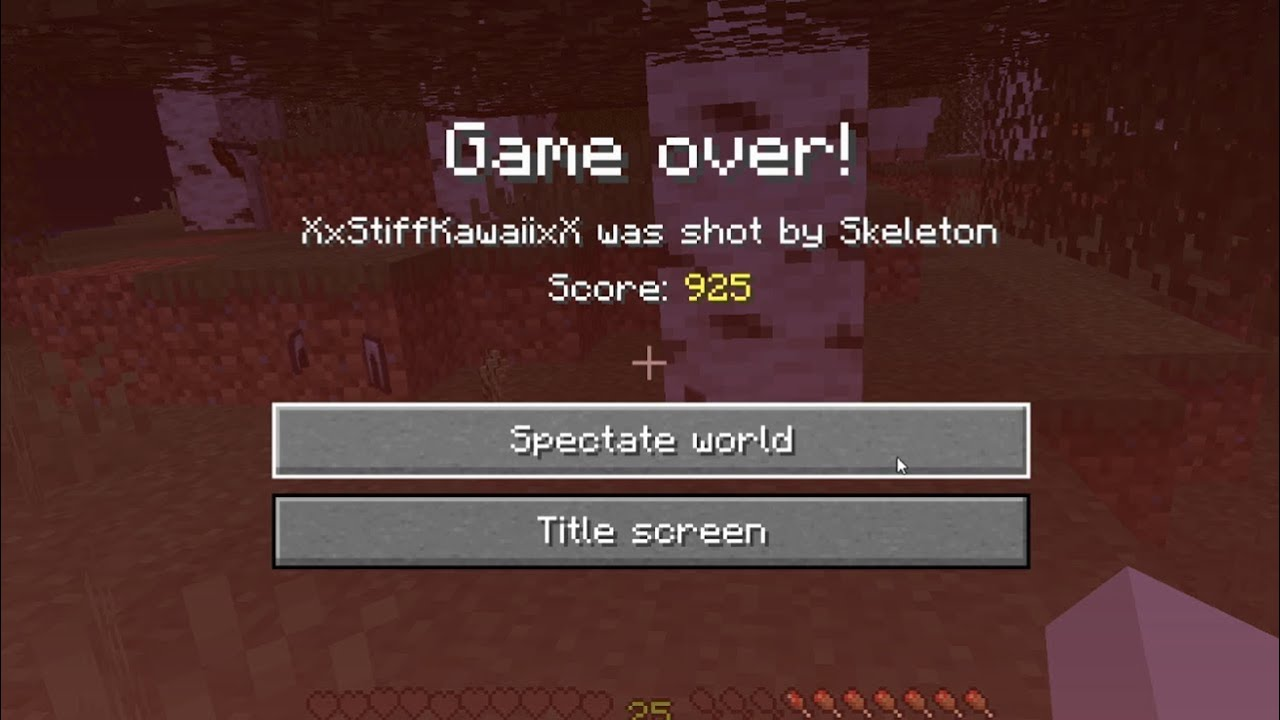 Game over!
XxStiffKawaiixX was shot by Skeleton
Score: 925
Spectate world
Title screen
25